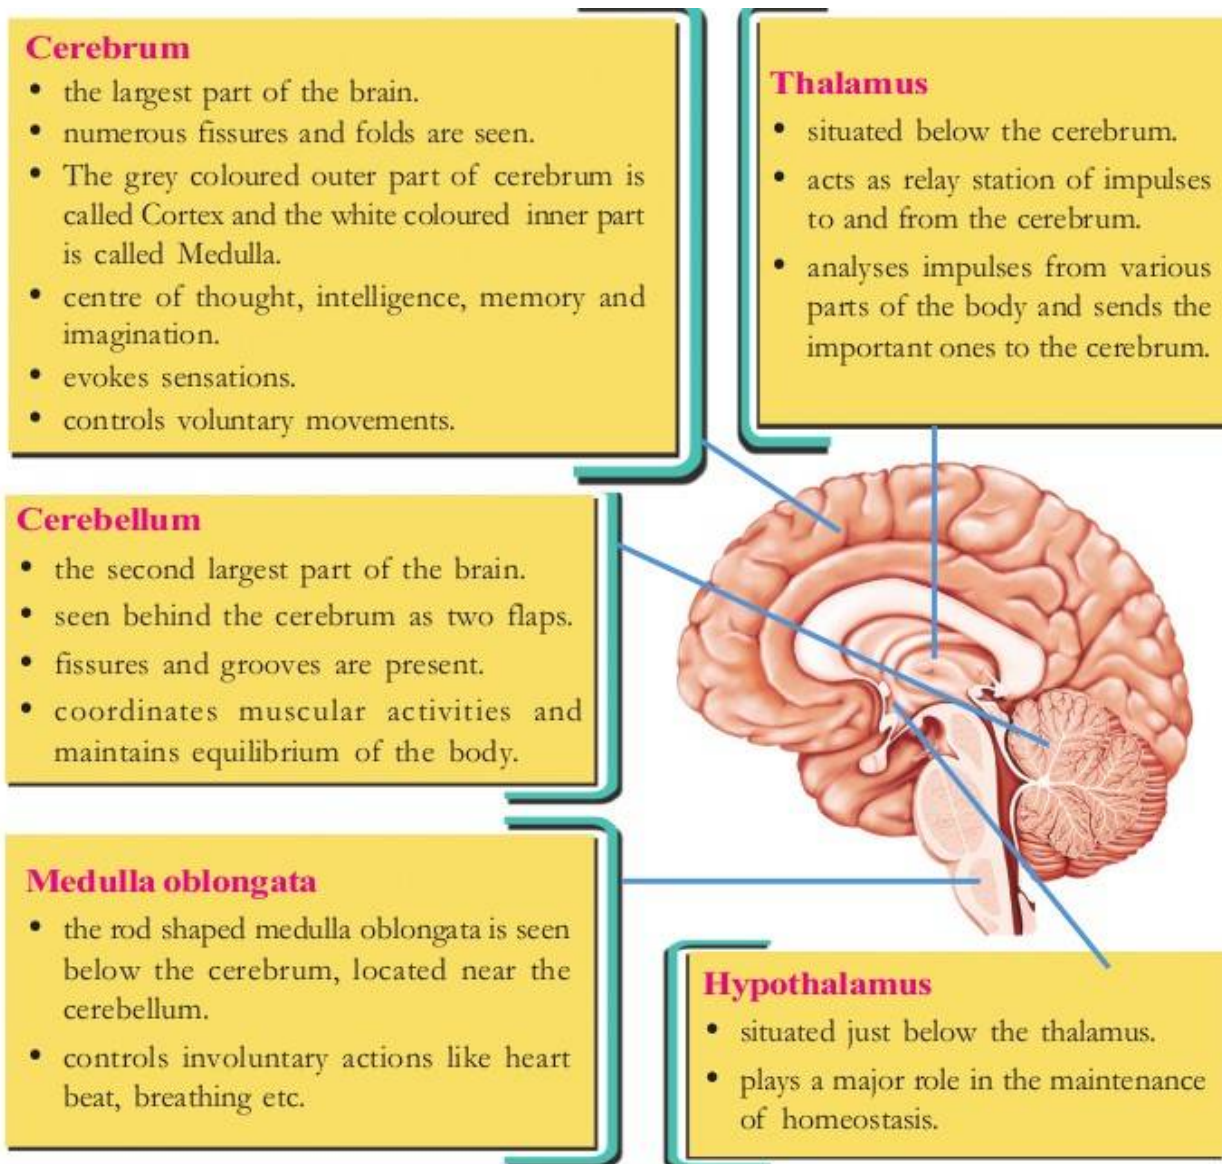 Cerebrum
• the largest part of the brain.
• numerous fissures and folds are seen.
• The grey coloured outer part of cerebrum is
called Cortex and the white coloured inner part
is called Medulla.
• centre of thought, intelligence, memory and
imagination.
• evokes sensations.
• controls voluntary movements.
Thalamus
• situated below the cerebrum.
• acts as relay station of impulses
to and from the cerebrum.
• analyses impulses from various
parts of the body and sends the
important ones to the cerebrum.
Cerebellum
• the second largest part of the brain.
• seen behind the cerebrum as two flaps.
• fissures and grooves are present.
• coordinates muscular activities and
maintains equilibrium of the body.
Medulla oblongata
• the rod shaped medulla oblongata is seen
below the cerebrum, located near the
cerebellum.
• controls involuntary actions like heart
beat, breathing etc.
Hypothalamus
• situated just below the thalamus.
• plays a major role in the maintenance
of homeostasis.